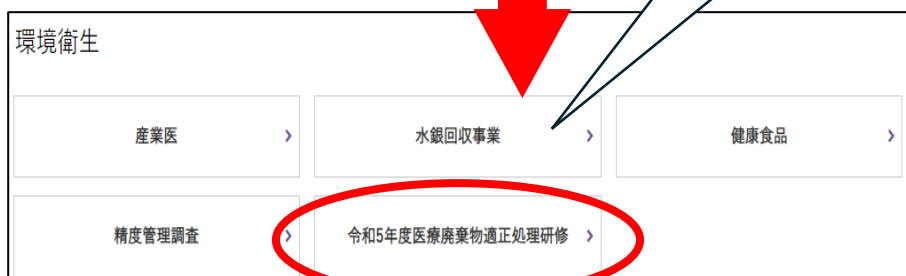 環境衛生
産業医
水銀回収事業
健康食品
精度管理調査
令和5年度医療廃棄物適正処理研修